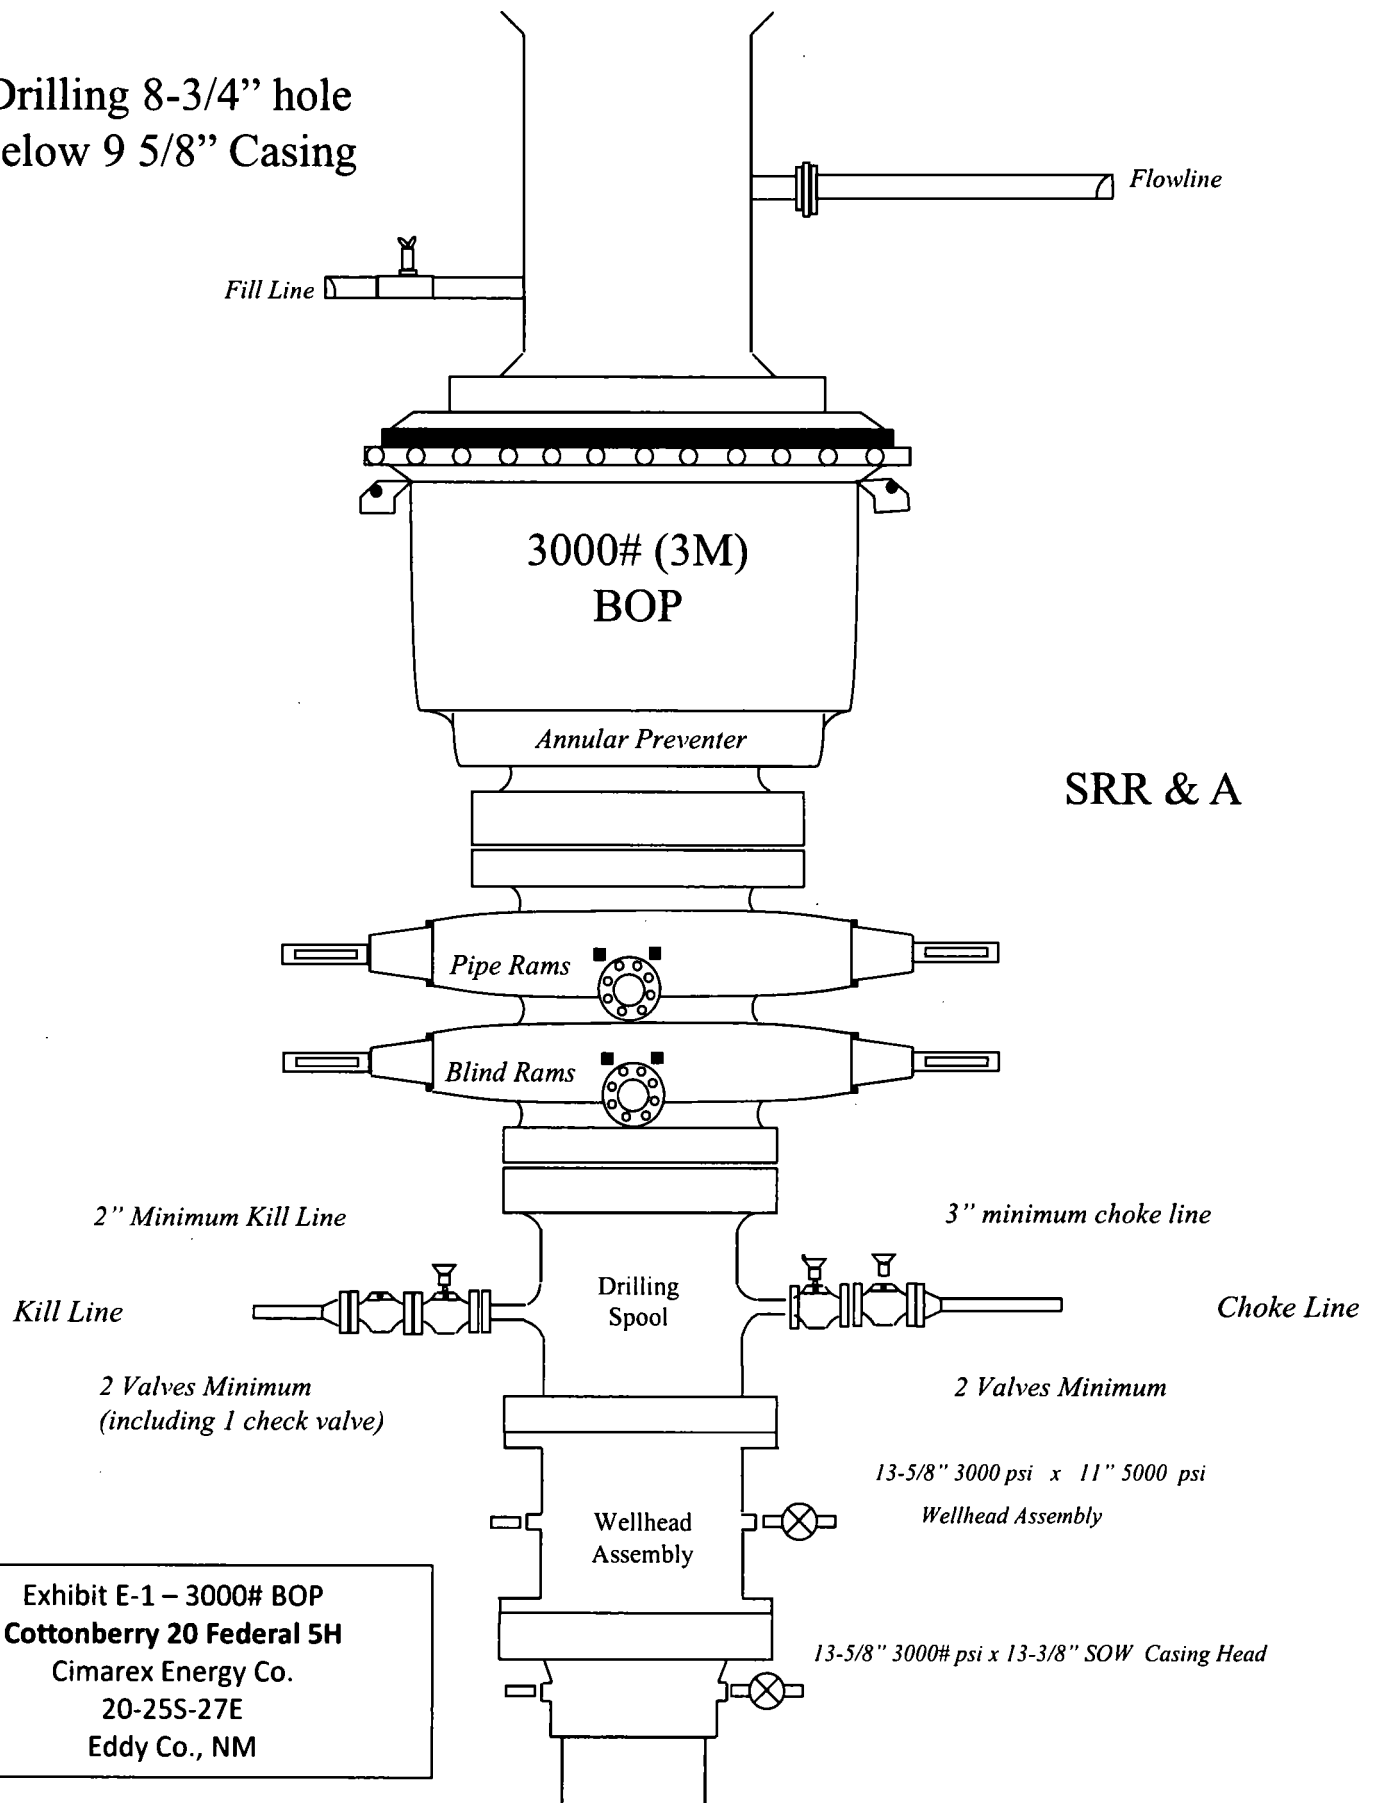 Drilling 8-3/4” hole
elow 9 5/8” Casing
Flowline
Fill Line
3000# (3M)
BOP
Annular Preventer
SRR & A
Pipe Rams
Blind Rams
2” Minimum Kill Line
3” minimum choke line
Drilling
Spool
Kill Line
Choke Line
2 Valves Minimum
(including 1 check valve)
2 Valves Minimum
13-5/8” 3000 psi x 11” 5000 psi
Wellhead Assembly
Wellhead
Assembly
Exhibit E-1 – 3000# BOP
Cottonberry 20 Federal 5H
Cimarex Energy Co.
20-25S-27E
Eddy Co., NM
13-5/8” 3000# psi x 13-3/8” SOW Casing Head